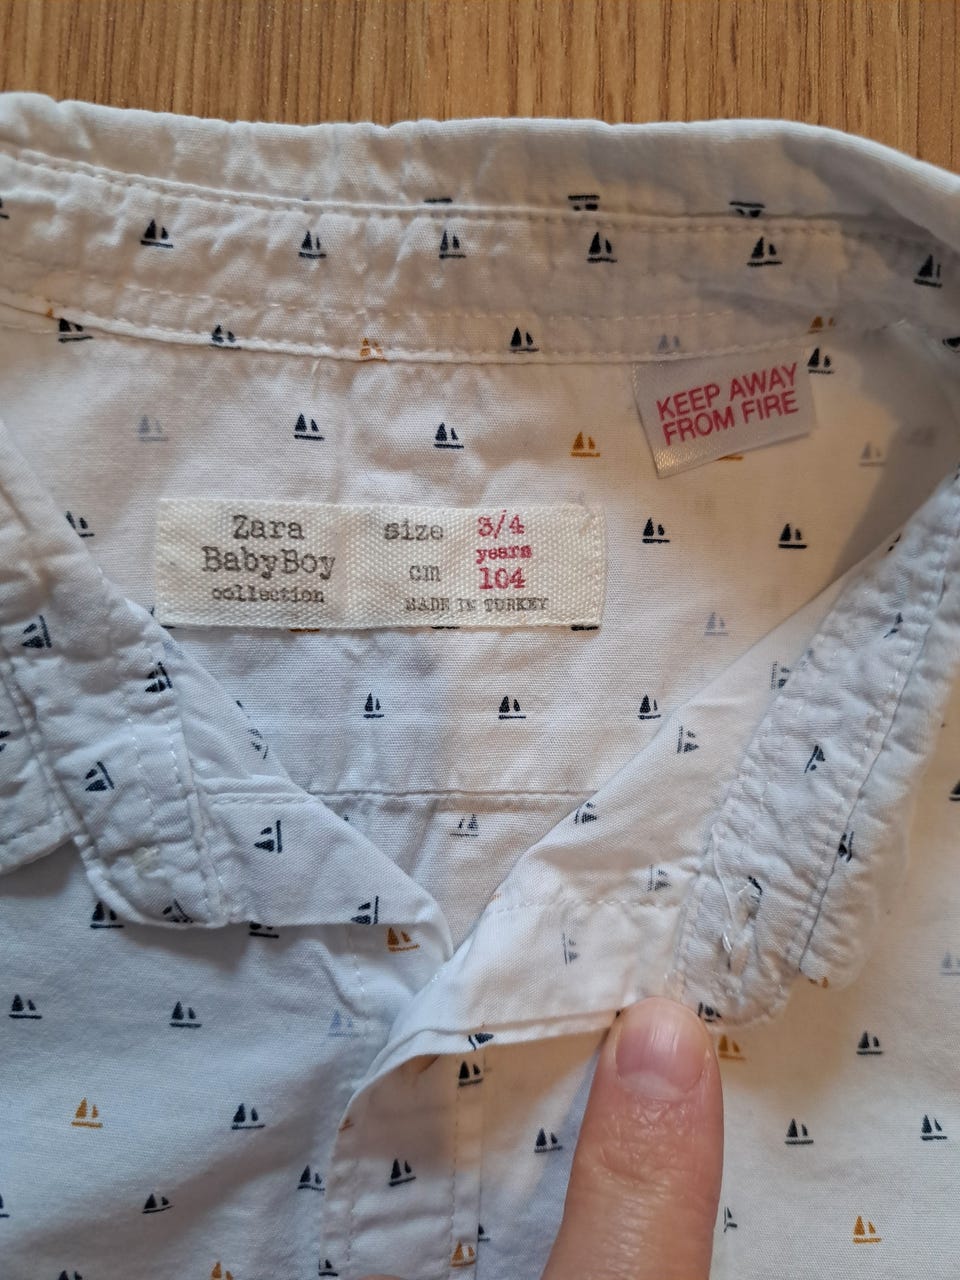 KEEP AWAY
FROM FIRE
Zara
BabyBoy
collection
size 3/4
years
cm 104
MADE IN TURKEY